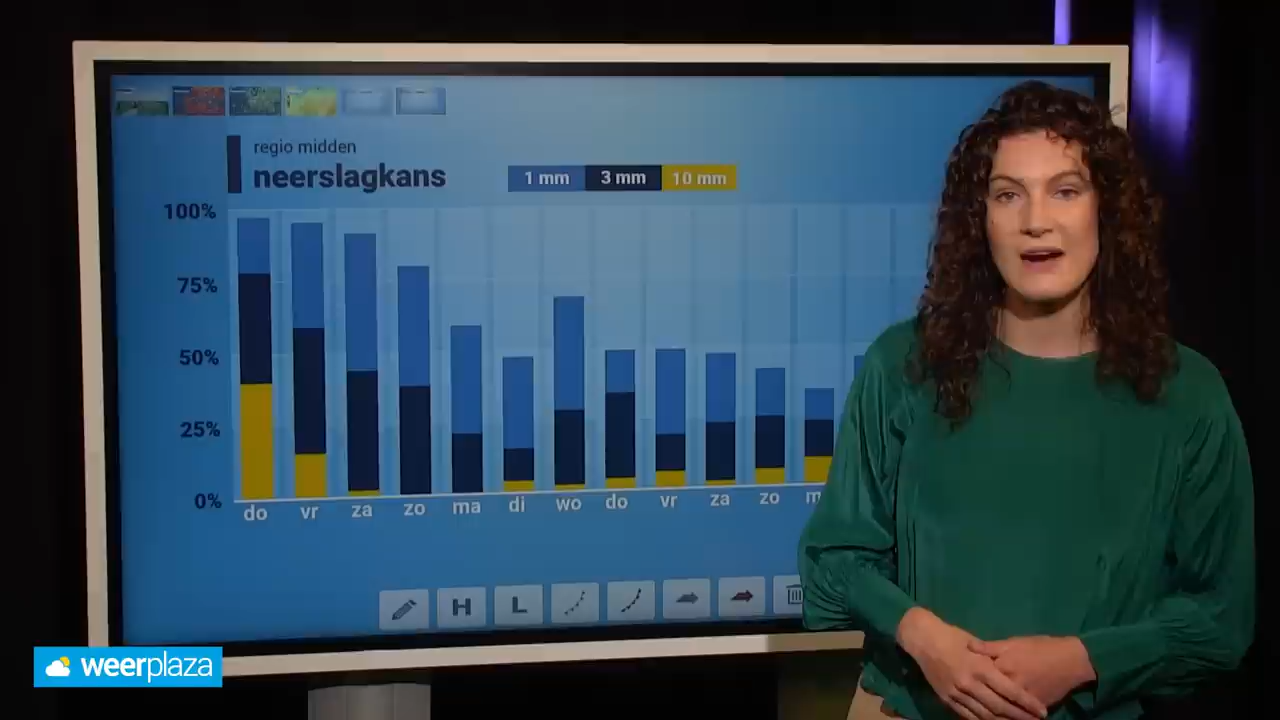 regio midden
neerslagkans
1 mm 3 mm 10 mm
100%
75%
50%
25%
0%
do vr za zo ma di wo do vr za zo m
H L
weerplaza